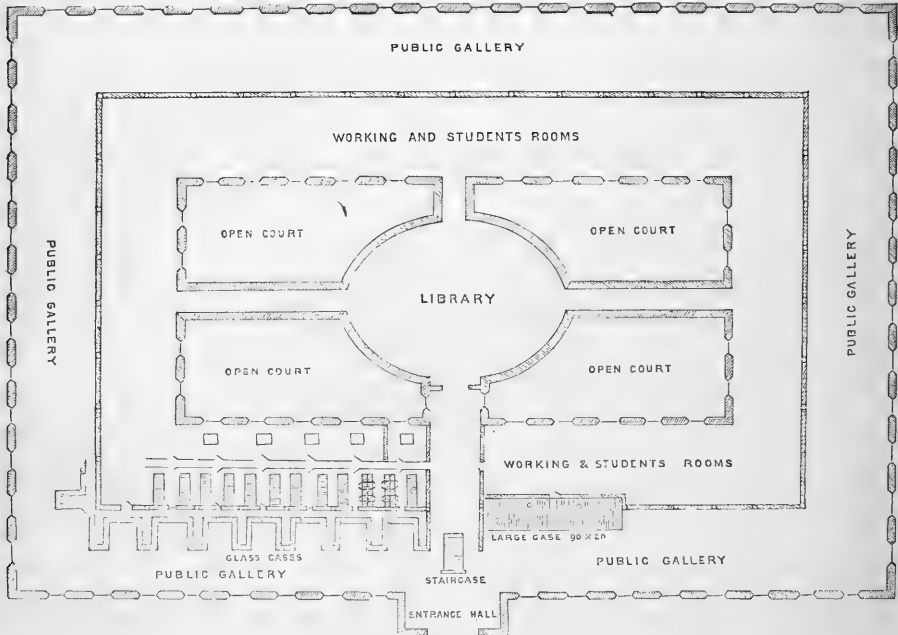 PUBLIC GALLERY
WORKING AND STUDENTS ROOMS
OPEN COURT
OPEN COURT
PUBLIC GALLERY
LIBRARY
PUBLIC GALLERY
OPEN COURT
OPEN COURT
WORKING & STUDENTS ROOMS
LARGE CASE 90 X 20
GLASS CASES
PUBLIC GALLERY
PUBLIC GALLERY
STAIRCASE
ENTRANCE HALL